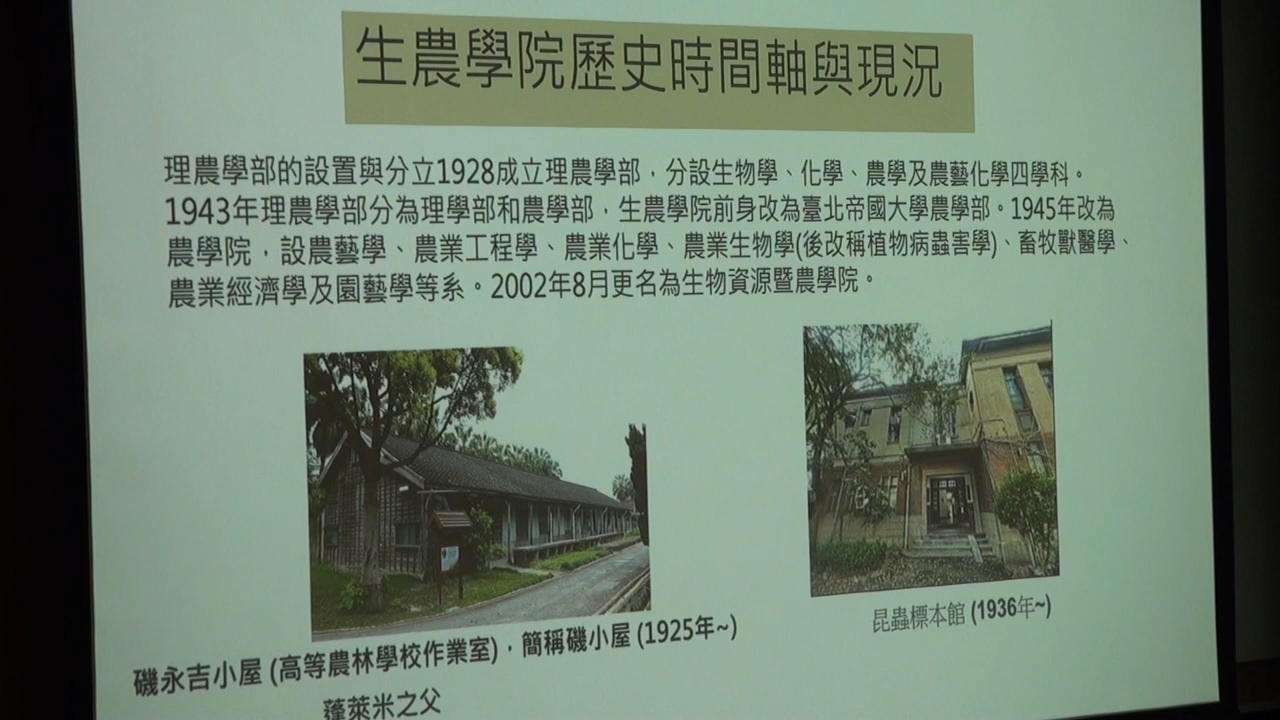 生農學院歷史時間軸與現況
理農學部的設置與分立1928成立理農學部，分設生物學、化學、農學及農藝化學四學科。
1943年理農學部分為理學部和農學部，生農學院前身改為臺北帝國大學農學部。1945年改為
農學院，設農藝學、農業工程學、農業化學、農業生物學(後改稱植物病蟲害學)、畜牧獸醫學、
農業經濟學及園藝學等系。2002年8月更名為生物資源暨農學院。
磯永吉小屋 (高等農林學校作業室)，簡稱磯小屋 (1925年~)
蓬萊米之父
昆蟲標本館 (1936年~)